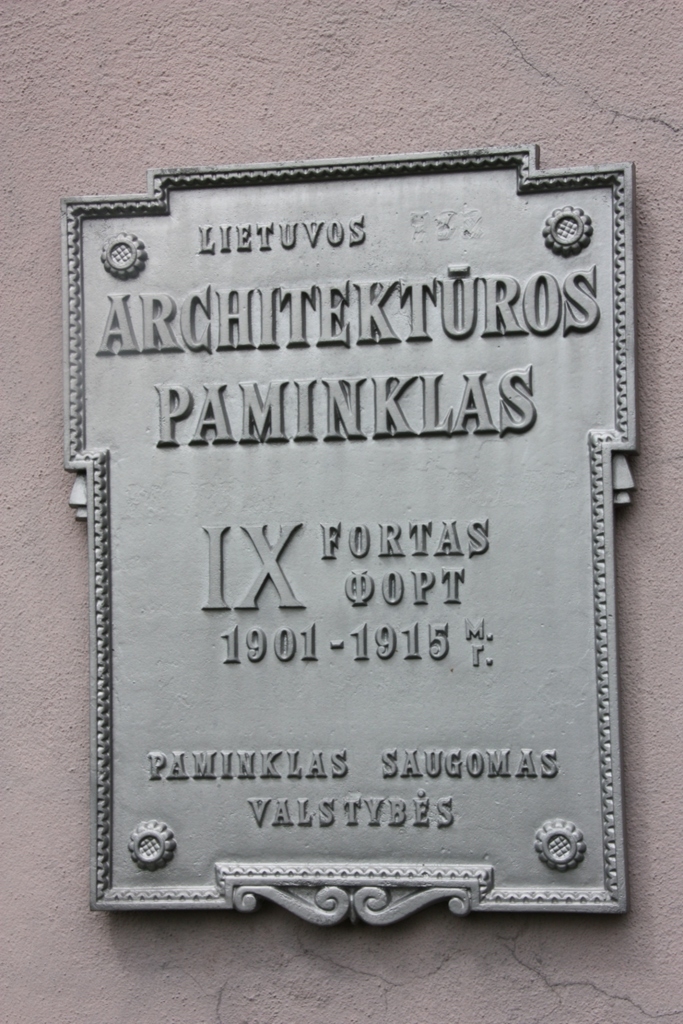 LIETUVOS
ARCHITEKTŪROS
PAMINKLAS
IX FORTAS
ФОРТ
1901-1915 M.
Г.
PAMINKLAS SAUGOMAS
VALSTYBĖS